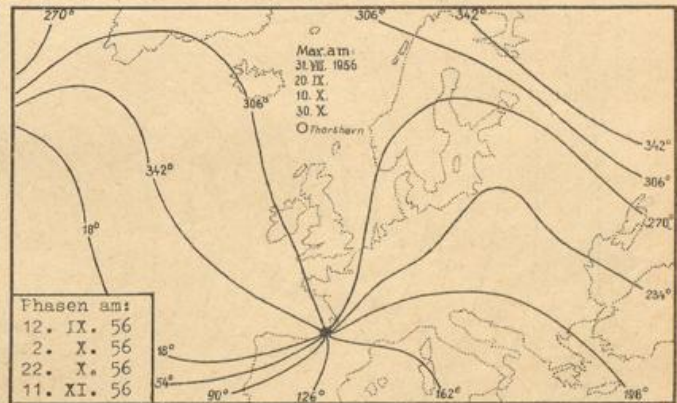 270°
306°
342°
Max. am:
31. VIII. 1956
20. IX.
10. X.
30. X.
Thorshavn
306°
342°
342°
306°
270°
18°
234°
Phasen am:
12. IX. 56
2. X. 56
22. X. 56
11. XI. 56
18°
54°
90°
126°
162°
198°